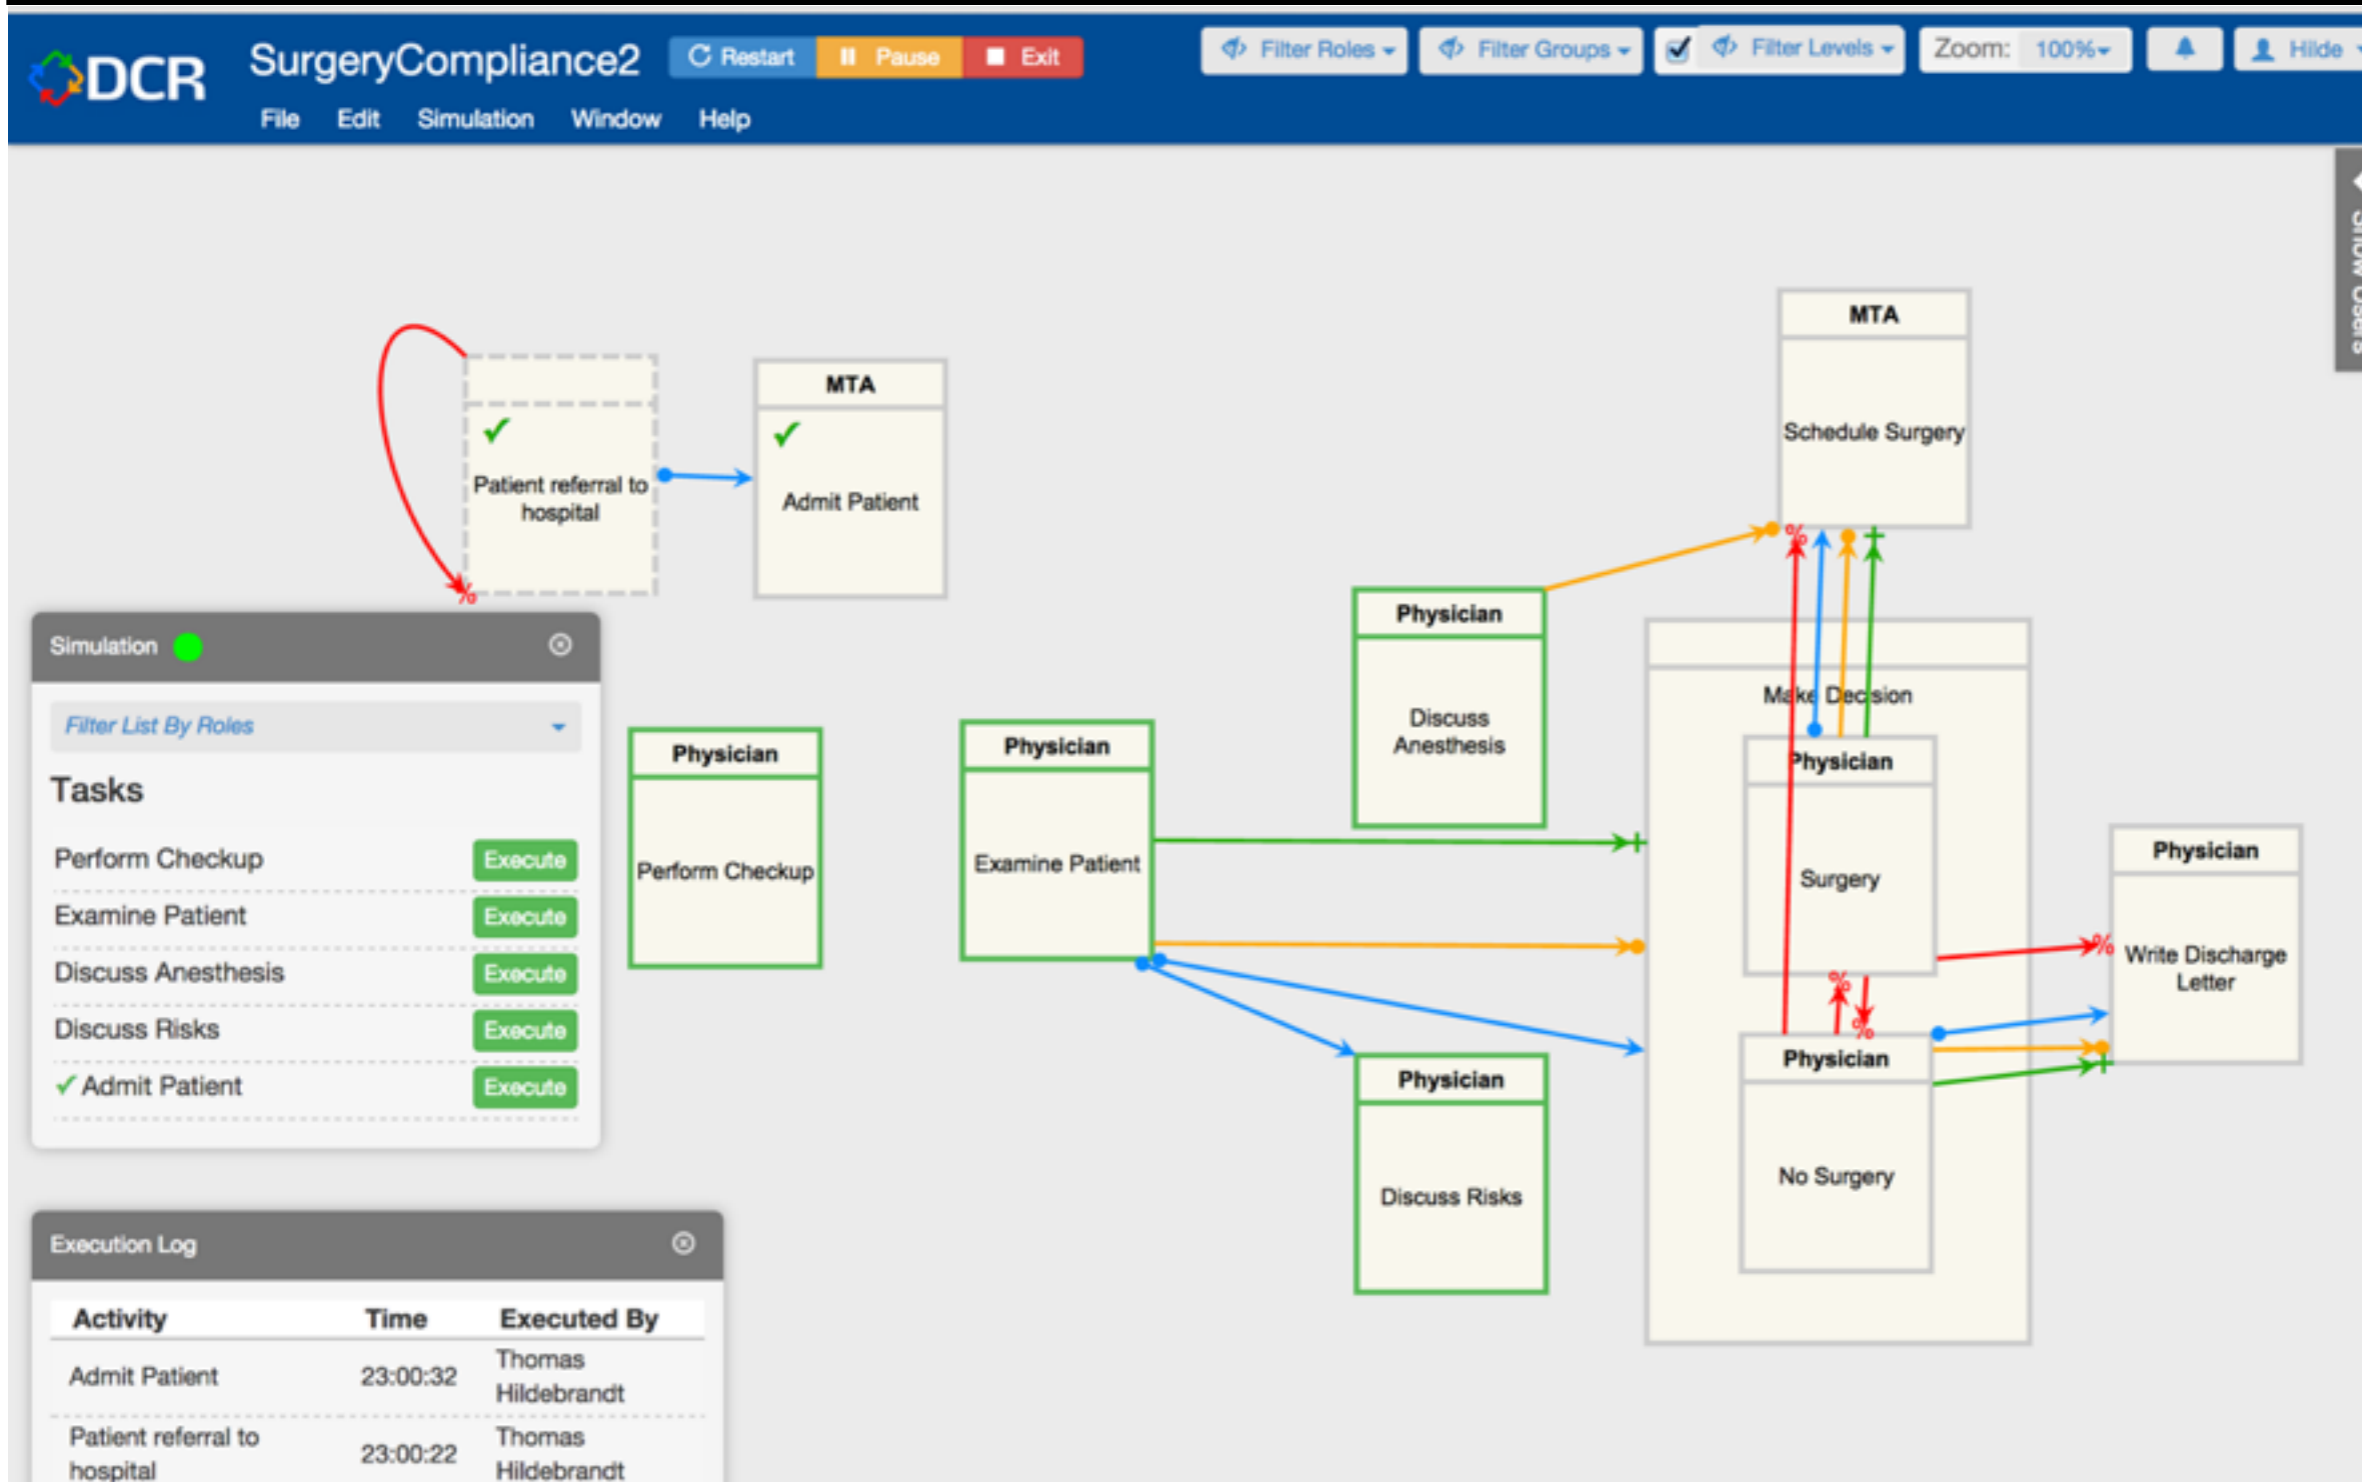 DCR
SurgeryCompliance2
Restart
Pause
Exit
Filter Roles
Filter Groups
Filter Levels
Zoom: 100%
Hilde
File Edit Simulation Window Help
Show Users
Patient referral to
hospital
MTA
Admit Patient
MTA
Schedule Surgery
%
%
Simulation
Filter List By Roles
Tasks
Perform Checkup Execute
Examine Patient Execute
Discuss Anesthesis Execute
Discuss Risks Execute
Admit Patient Execute
Physician
Perform Checkup
Physician
Examine Patient
Physician
Discuss
Anesthesis
Physician
Discuss Risks
Make Decision
Physician
Surgery
%
%
Physician
No Surgery
%
Physician
Write Discharge
Letter
Execution Log
Activity Time Executed By
Admit Patient 23:00:32 Thomas
Hildebrandt
Patient referral to
hospital 23:00:22 Thomas
Hildebrandt